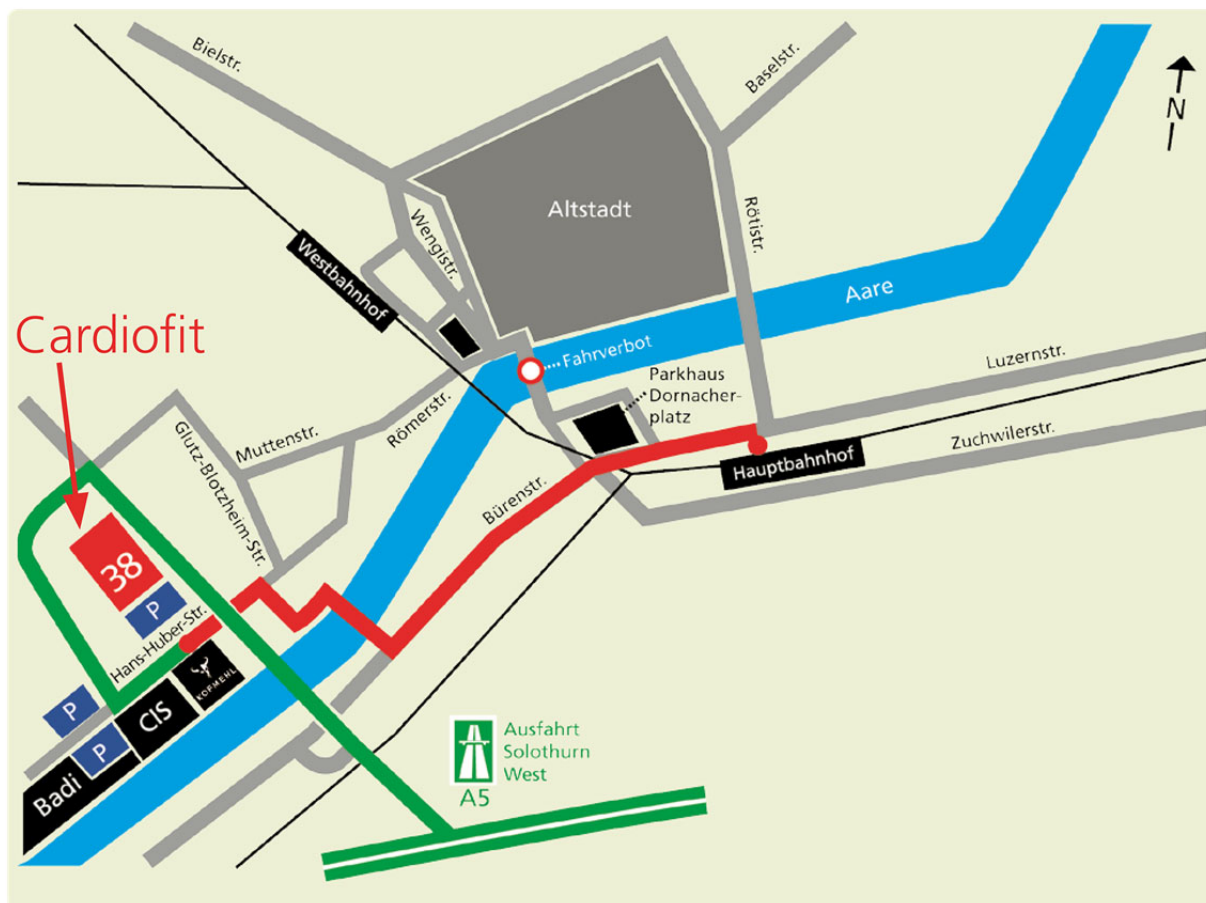 Bielstr.
Baselstr.
N
Altstadt
Wengistr.
Rötistr.
Westbahnhof
Aare
Cardiofit
Fahrverbot
Luzernstr.
Parkhaus
Dornacher-
platz
Römerstr.
Muttenstr.
Glutz-Blotzheim-Str.
Zuchwilerstr.
Hauptbahnhof
Bürenstr.
38
P
Hans-Huber-Str.
KOFMEHL
P
CIS
P
Badi
Ausfahrt
Solothurn
West
A5